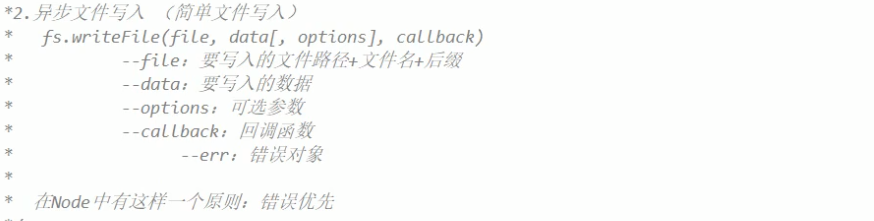 *2.异步文件写入 （简单文件写入）
*   fs.writeFile(file, data[, options], callback)
*           --file：要写入的文件路径+文件名+后缀
*           --data：要写入的数据
*           --options：可选参数
*           --callback：回调函数
*                 --err：错误对象
*
*   在Node中有这样一个原则：错误优先